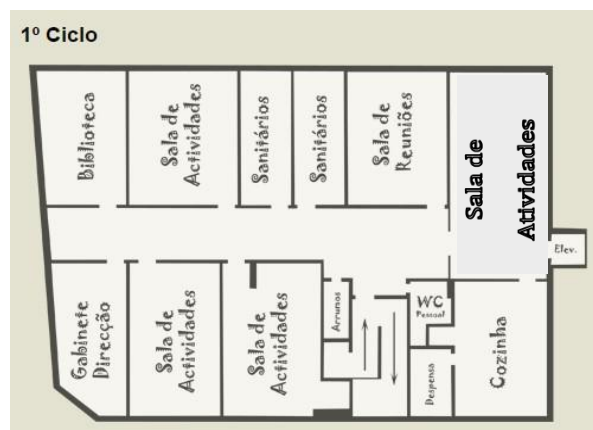 1º Ciclo
Biblioteca
Sala de
Actividades
Sanitários
Sanitários
Sala de
Reuniões
Sala de
Atividades
Elev.
Gabinete
Direcção
Sala de
Actividades
Sala de
Actividades
Arrumos
WC
Pessoal
Despensa
Cozinha